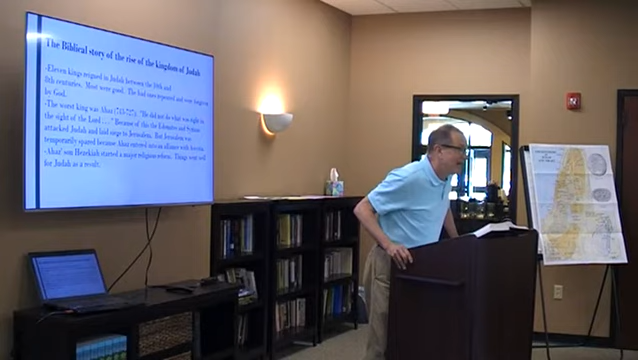 The Biblical story of the rise of the kingdom of Judah
-Eleven kings reigned in Judah between the 10th and
8th centuries. Most were good. The bad ones repented and were forgiven
by God.
-The worst king was Ahaz (743-727). "He did not do what was right in
the sight of the Lord . . . ." Because of this the Edomites and Syrians
attacked Judah and laid siege to Jerusalem. But Jerusalem was
temporarily spared because Ahaz entered into an alliance with Assyria
-Ahaz' son Hezekiah started a major religious reform. Things went well
for Judah as a result.